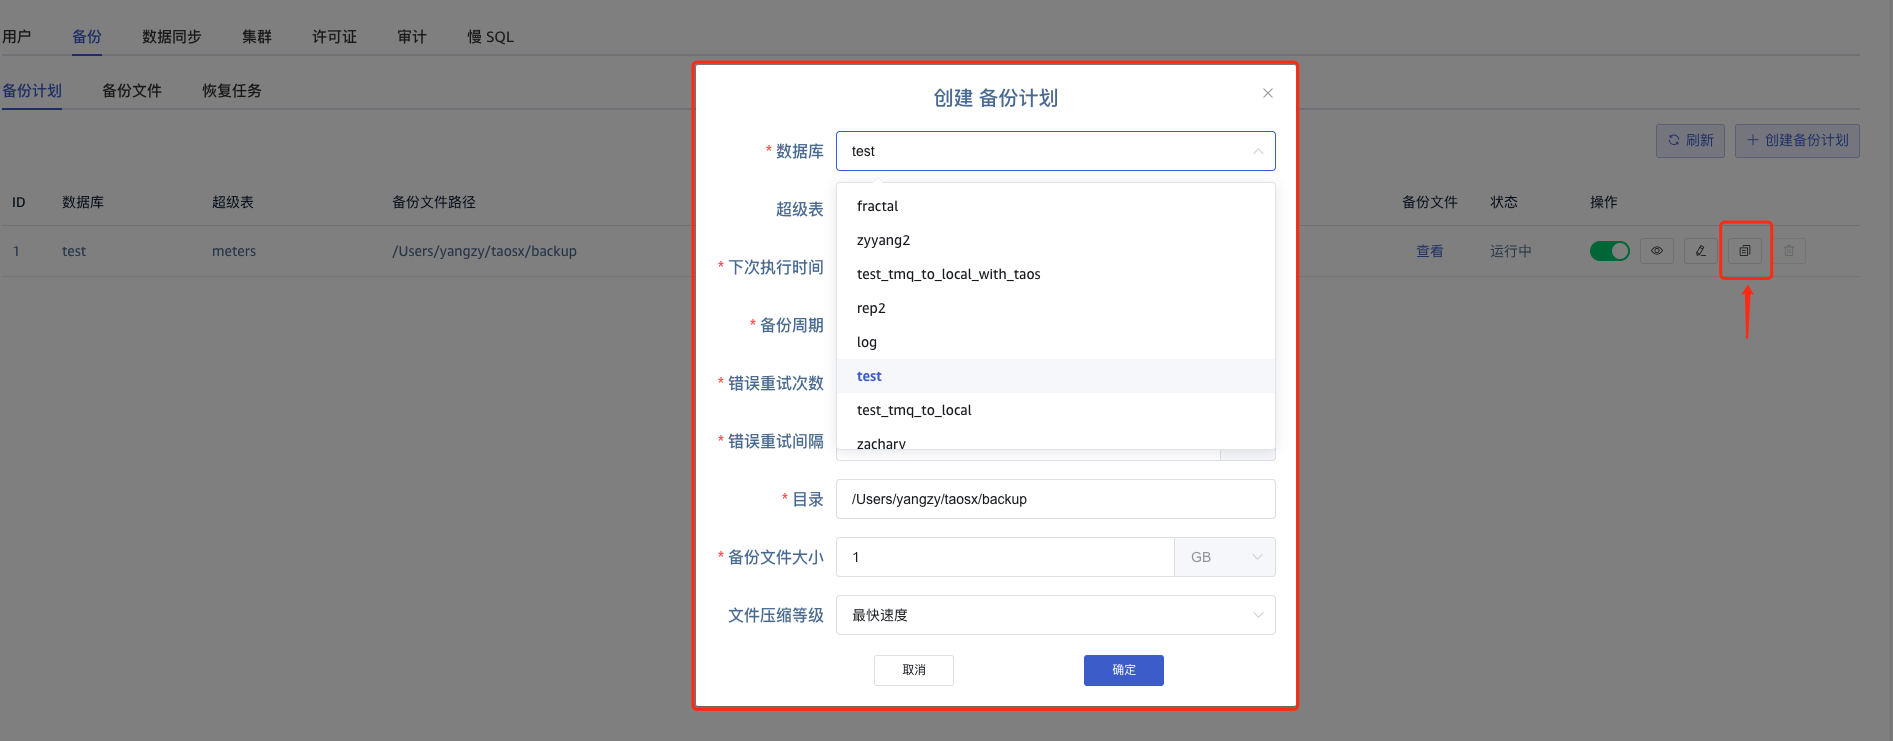 用户 备份 数据同步 集群 许可证 审计 慢 SQL
备份计划 备份文件 恢复任务
刷新 创建备份计划
ID 数据库 超级表 备份文件路径 备份文件 状态 操作
1 test meters /Users/yangzy/taosx/backup 查看 运行中
创建 备份计划
* 数据库 test
超级表
* 下次执行时间
* 备份周期
* 错误重试次数
* 错误重试间隔
fractal
zyyang2
test_tmq_to_local_with_taos
rep2
log
test
test_tmq_to_local
zachary
* 目录 /Users/yangzy/taosx/backup
* 备份文件大小 1 GB
文件压缩等级 最快速度
取消 确定